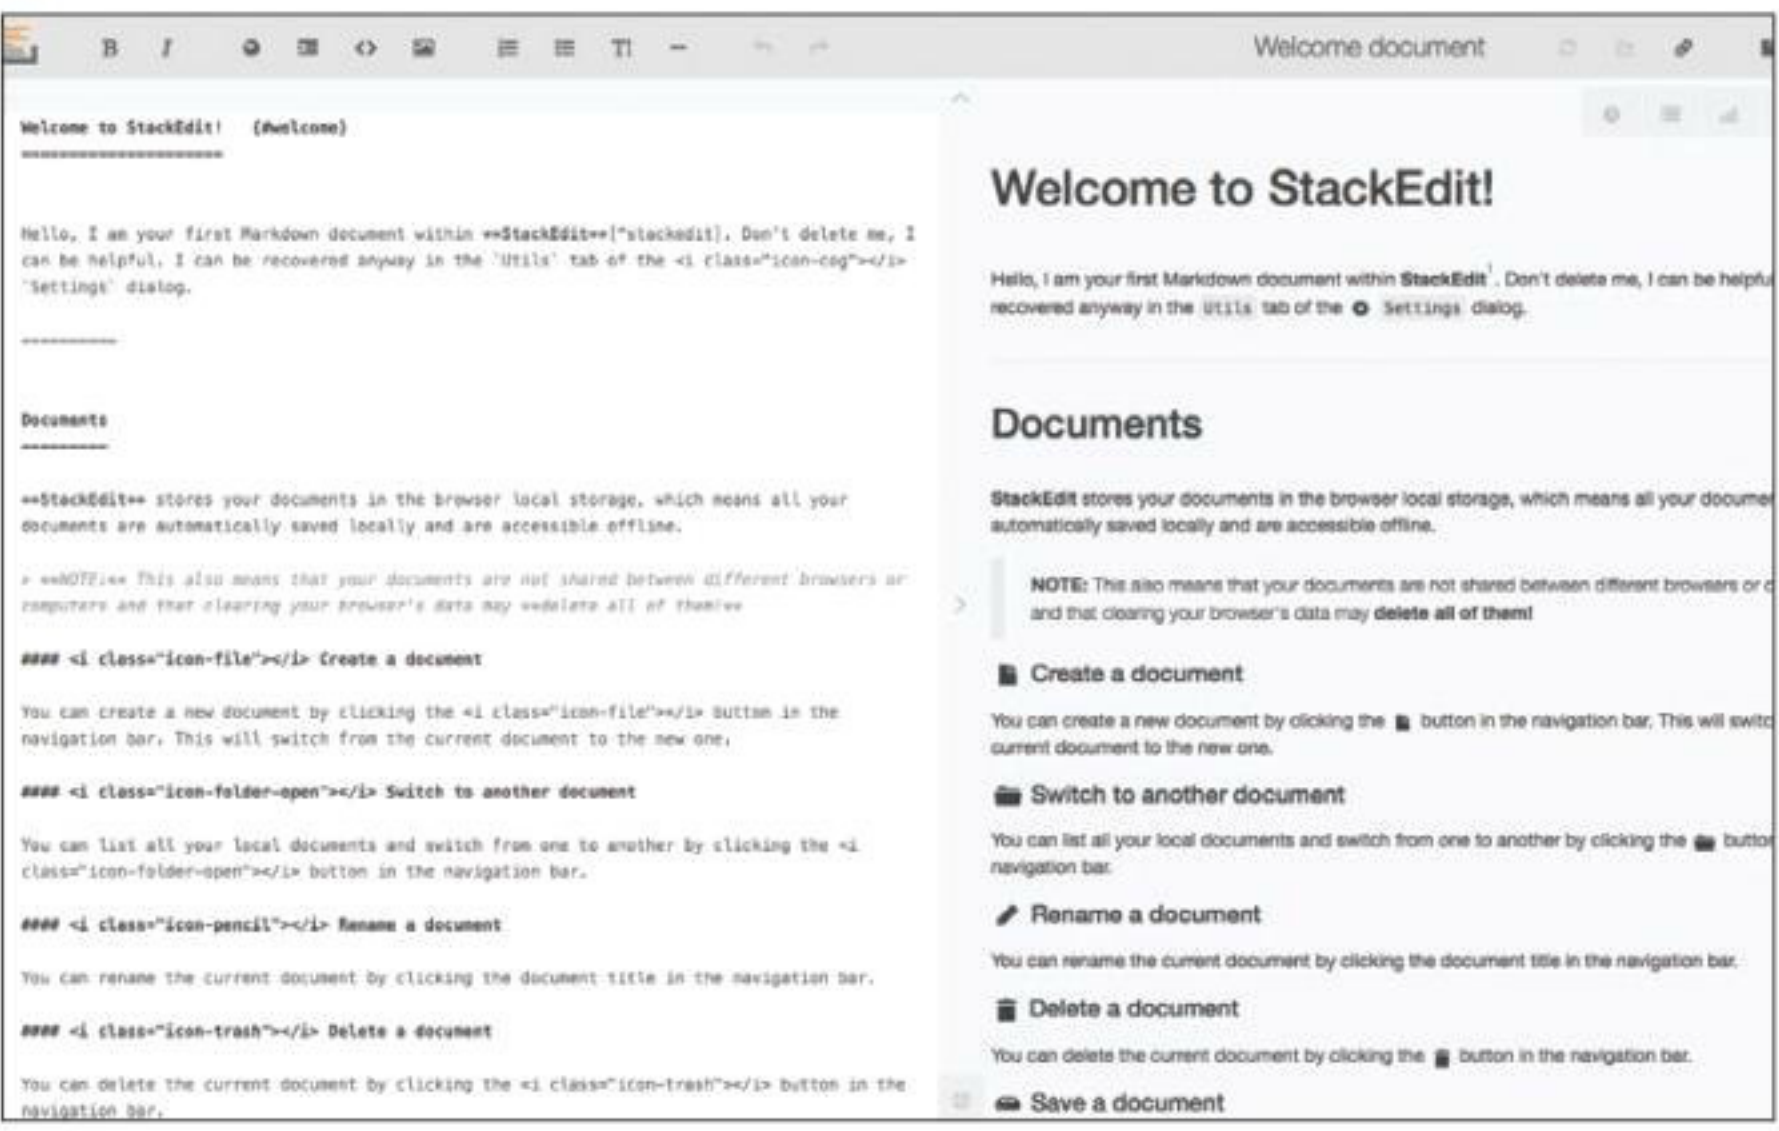 B I Welcome document
Welcome to StackEdit! {#welcome}
=====================
Hello, I am your first Markdown document within **StackEdit**[^stackedit]. Don't delete me, I
can be helpful. I can be recovered anyway in the `Utils` tab of the <i class="icon-cog"></i>
`Settings` dialog.
----------
Documents
---------
**StackEdit** stores your documents in the browser local storage, which means all your
documents are automatically saved locally and are accessible offline.
> **NOTE:** This also means that your documents are not shared between different browsers or
computers and that clearing your browser's data may **delete all of them!**
#### <i class="icon-file"></i> Create a document
You can create a new document by clicking the <i class="icon-file"></i> button in the
navigation bar. This will switch from the current document to the new one.
#### <i class="icon-folder-open"></i> Switch to another document
You can list all your local documents and switch from one to another by clicking the <i
class="icon-folder-open"></i> button in the navigation bar.
#### <i class="icon-pencil"></i> Rename a document
You can rename the current document by clicking the document title in the navigation bar.
#### <i class="icon-trash"></i> Delete a document
You can delete the current document by clicking the <i class="icon-trash"></i> button in the
navigation bar.
Welcome to StackEdit!
Hello, I am your first Markdown document within StackEdit1. Don't delete me, I can be helpfu
recovered anyway in the Utils tab of the Settings dialog.
Documents
StackEdit stores your documents in the browser local storage, which means all your documer
automatically saved locally and are accessible offline.
NOTE: This also means that your documents are not shared between different browsers or c
and that clearing your browser's data may delete all of them!
Create a document
You can create a new document by clicking the button in the navigation bar. This will switc
current document to the new one.
Switch to another document
You can list all your local documents and switch from one to another by clicking the button
navigation bar.
Rename a document
You can rename the current document by clicking the document title in the navigation bar.
Delete a document
You can delete the current document by clicking the button in the navigation bar.
Save a document